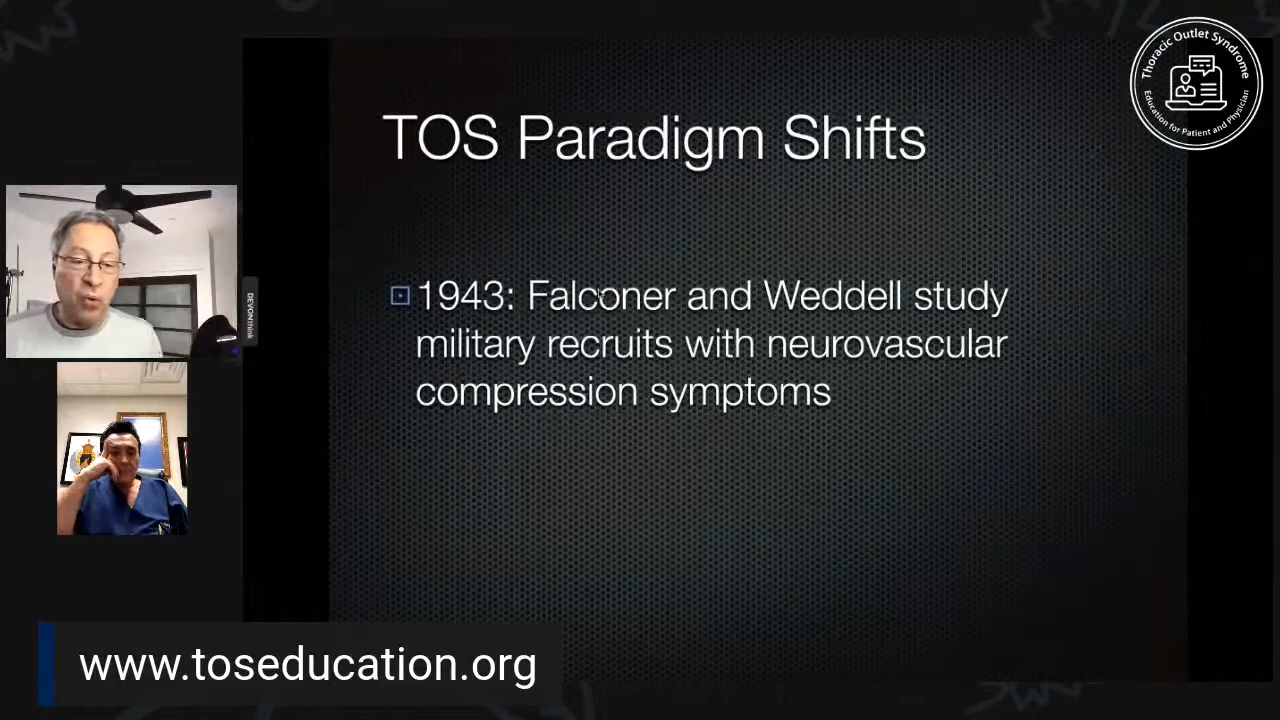 TOS Paradigm Shifts
1943: Falconer and Weddell study
military recruits with neurovascular
compression symptoms
Thoracic Outlet Syndrome
Education for Patient and Physician
DEVONthink
www.toseducation.org